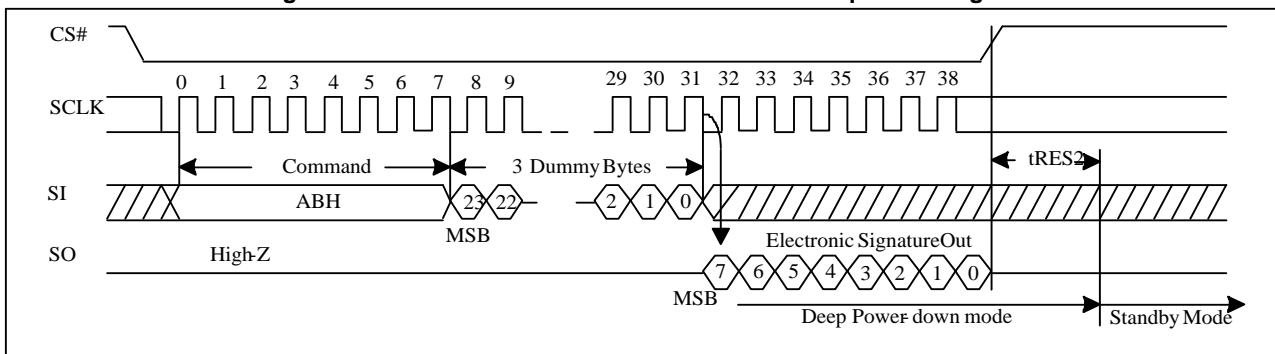 CS#
0 1 2 3 4 5 6 7 8 9 29 30 31 32 33 34 35 36 37 38
SCLK
Command 3 Dummy Bytes tRES2
SI ABH 23 22 2 1 0
MSB
SO High-Z Electronic Signature Out
7 6 5 4 3 2 1 0
MSB
Deep Power-down mode Standby Mode